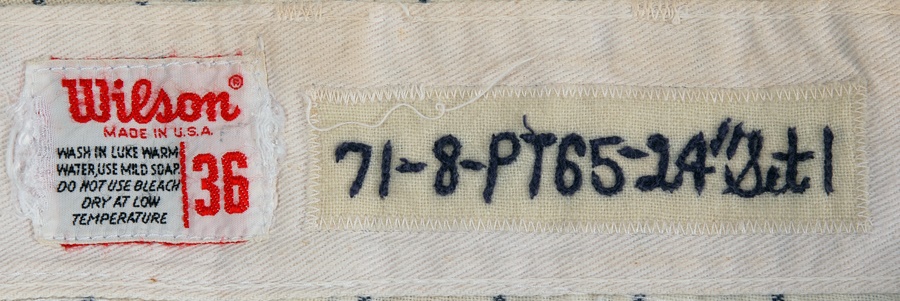 Wilson®
MADE IN U.S.A.
WASH IN LUKE WARM
WATER, USE MILD SOAP.
DO NOT USE BLEACH
DRY AT LOW
TEMPERATURE
36
71-8-PT65-24"Set 1